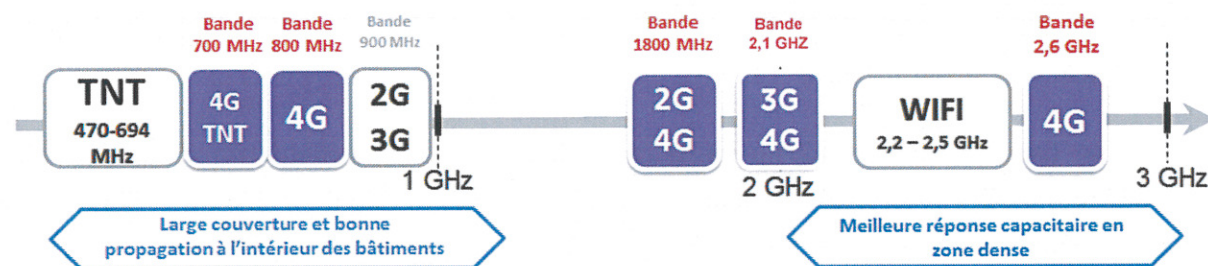 Bande
700 MHz
Bande
800 MHz
Bande
900 MHz
Bande
1800 MHz
Bande
2,1 GHZ
Bande
2,6 GHz
TNT
470-694
MHz
4G
TNT
4G
2G
3G
2G
4G
3G
4G
WIFI
2,2 – 2,5 GHz
4G
1 GHz
2 GHz
3 GHz
Large couverture et bonne
propagation à l'intérieur des bâtiments
Meilleure réponse capacitaire en
zone dense